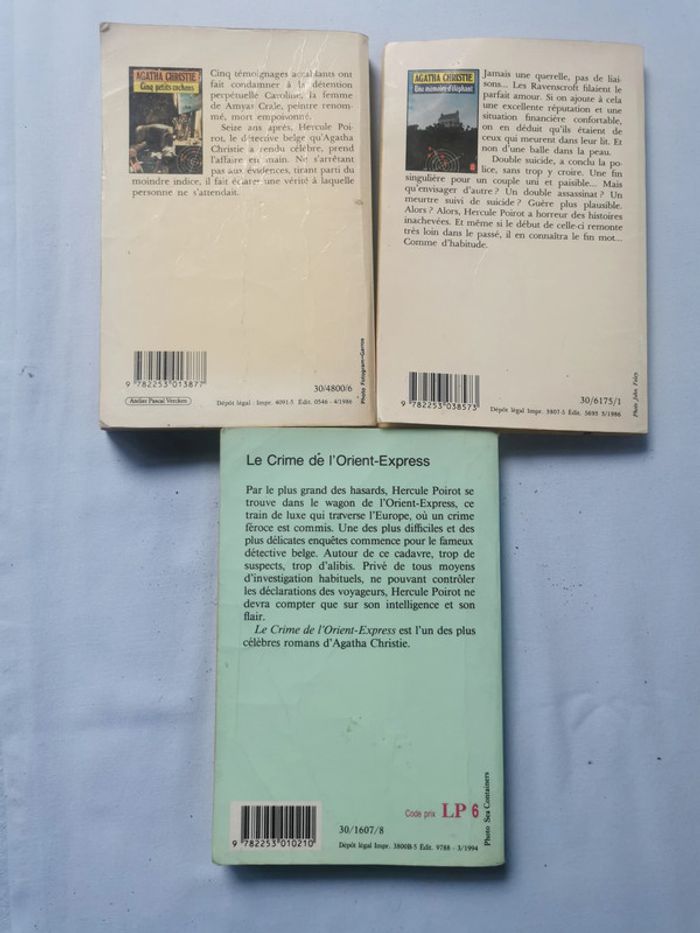 AGATHA CHRISTIE
Cinq petits cochons
Cinq témoignages accablants ont
fait condamner à la détention
perpétuelle Caroline, la femme
de Amyas Crale, peintre renom-
mé, mort empoisonné.
Seize ans après, Hercule Poi-
rot, le détective belge qu'Agatha
Christie a rendu célèbre, prend
l'affaire en main. Ne s'arrêtant
pas aux évidences, tirant parti du
moindre indice, il fait éclater une vérité à laquelle
personne ne s'attendait.
9 782253 013877
30/4800/6
Atelier Pascal Vercken
Dépôt légal : Impr. 4091-5 Édit. 0546 - 4/1986
Photo Fotogram-Garros
AGATHA CHRISTIE
Une mémoire d'éléphant
Jamais une querelle, pas de liai-
sons... Les Ravenscroft filaient le
parfait amour. Si on ajoute à cela
une excellente réputation et une
situation financière confortable,
on en déduit qu'ils étaient de
ceux qui meurent dans leur lit. Et
non d'une balle dans la peau.
Double suicide, a conclu la po-
lice, sans trop y croire. Une fin
singulière pour un couple uni et paisible... Mais
qu'envisager d'autre ? Un double assassinat ? Un
meurtre suivi de suicide ? Guère plus plausible.
Alors ? Alors, Hercule Poirot a horreur des histoires
inachevées. Et même si le début de celle-ci remonte
très loin dans le passé, il en connaîtra le fin mot...
Comme d'habitude.
9 782253 038573
30/6175/1
Dépôt légal Impr. 3807-5 Édit. 5693 3/1986
Photo John Foley
Le Crime de l'Orient-Express
Par le plus grand des hasards, Hercule Poirot se
trouve dans le wagon de l'Orient-Express, ce
train de luxe qui traverse l'Europe, où un crime
féroce est commis. Une des plus difficiles et des
plus délicates enquêtes commence pour le fameux
détective belge. Autour de ce cadavre, trop de
suspects, trop d'alibis. Privé de tous moyens
d'investigation habituels, ne pouvant contrôler
les déclarations des voyageurs, Hercule Poirot ne
devra compter que sur son intelligence et son
flair.
Le Crime de l'Orient-Express est l'un des plus
célèbres romans d'Agatha Christie.
9 782253 010210
Code prix LP 6
30/1607/8
Dépôt légal Impr. 3800B-5 Édit. 9788 - 3/1994
Photo Sea Containers